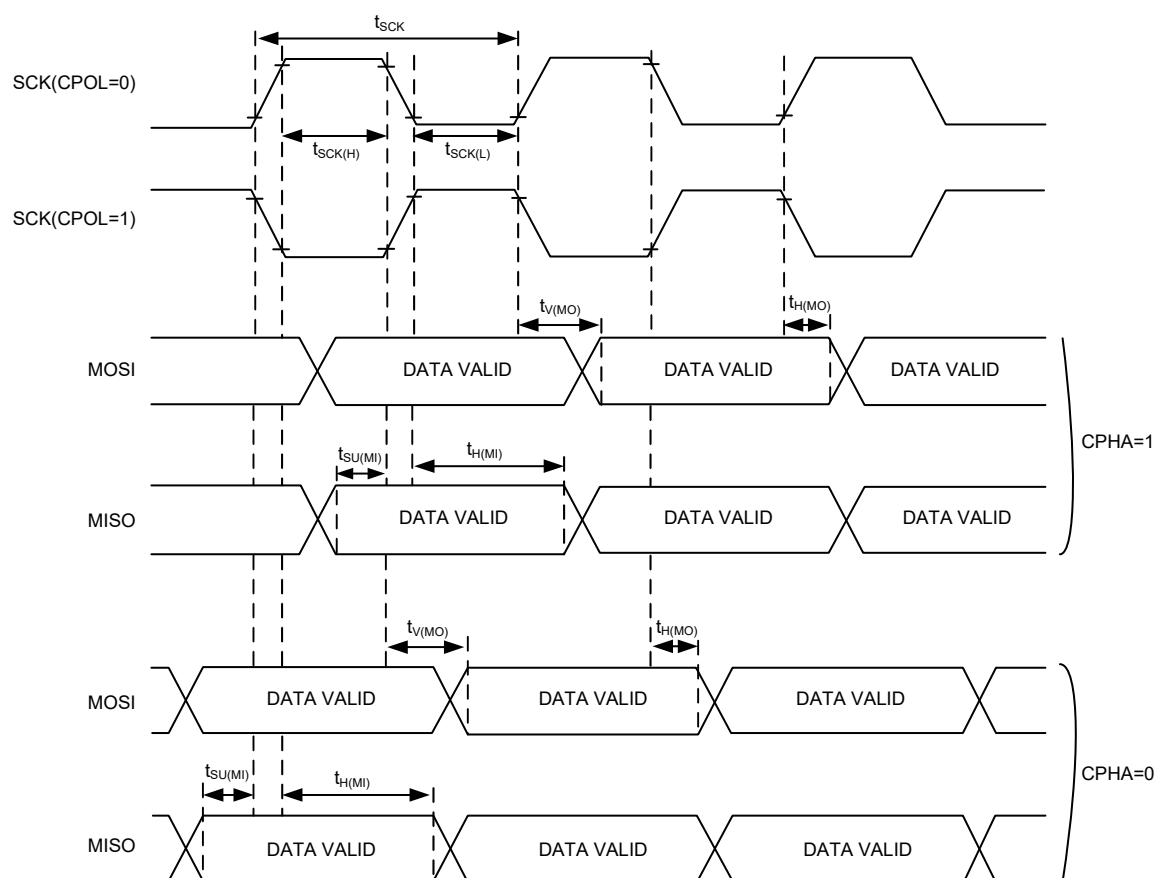 tSCK
SCK(CPOL=0)
tSCK(H)
tSCK(L)
SCK(CPOL=1)
tV(MO)
tH(MO)
MOSI
DATA VALID
DATA VALID
DATA VALID
CPHA=1
tSU(MI)
tH(MI)
MISO
DATA VALID
DATA VALID
DATA VALID
tV(MO)
tH(MO)
MOSI
DATA VALID
DATA VALID
DATA VALID
CPHA=0
tSU(MI)
tH(MI)
MISO
DATA VALID
DATA VALID
DATA VALID